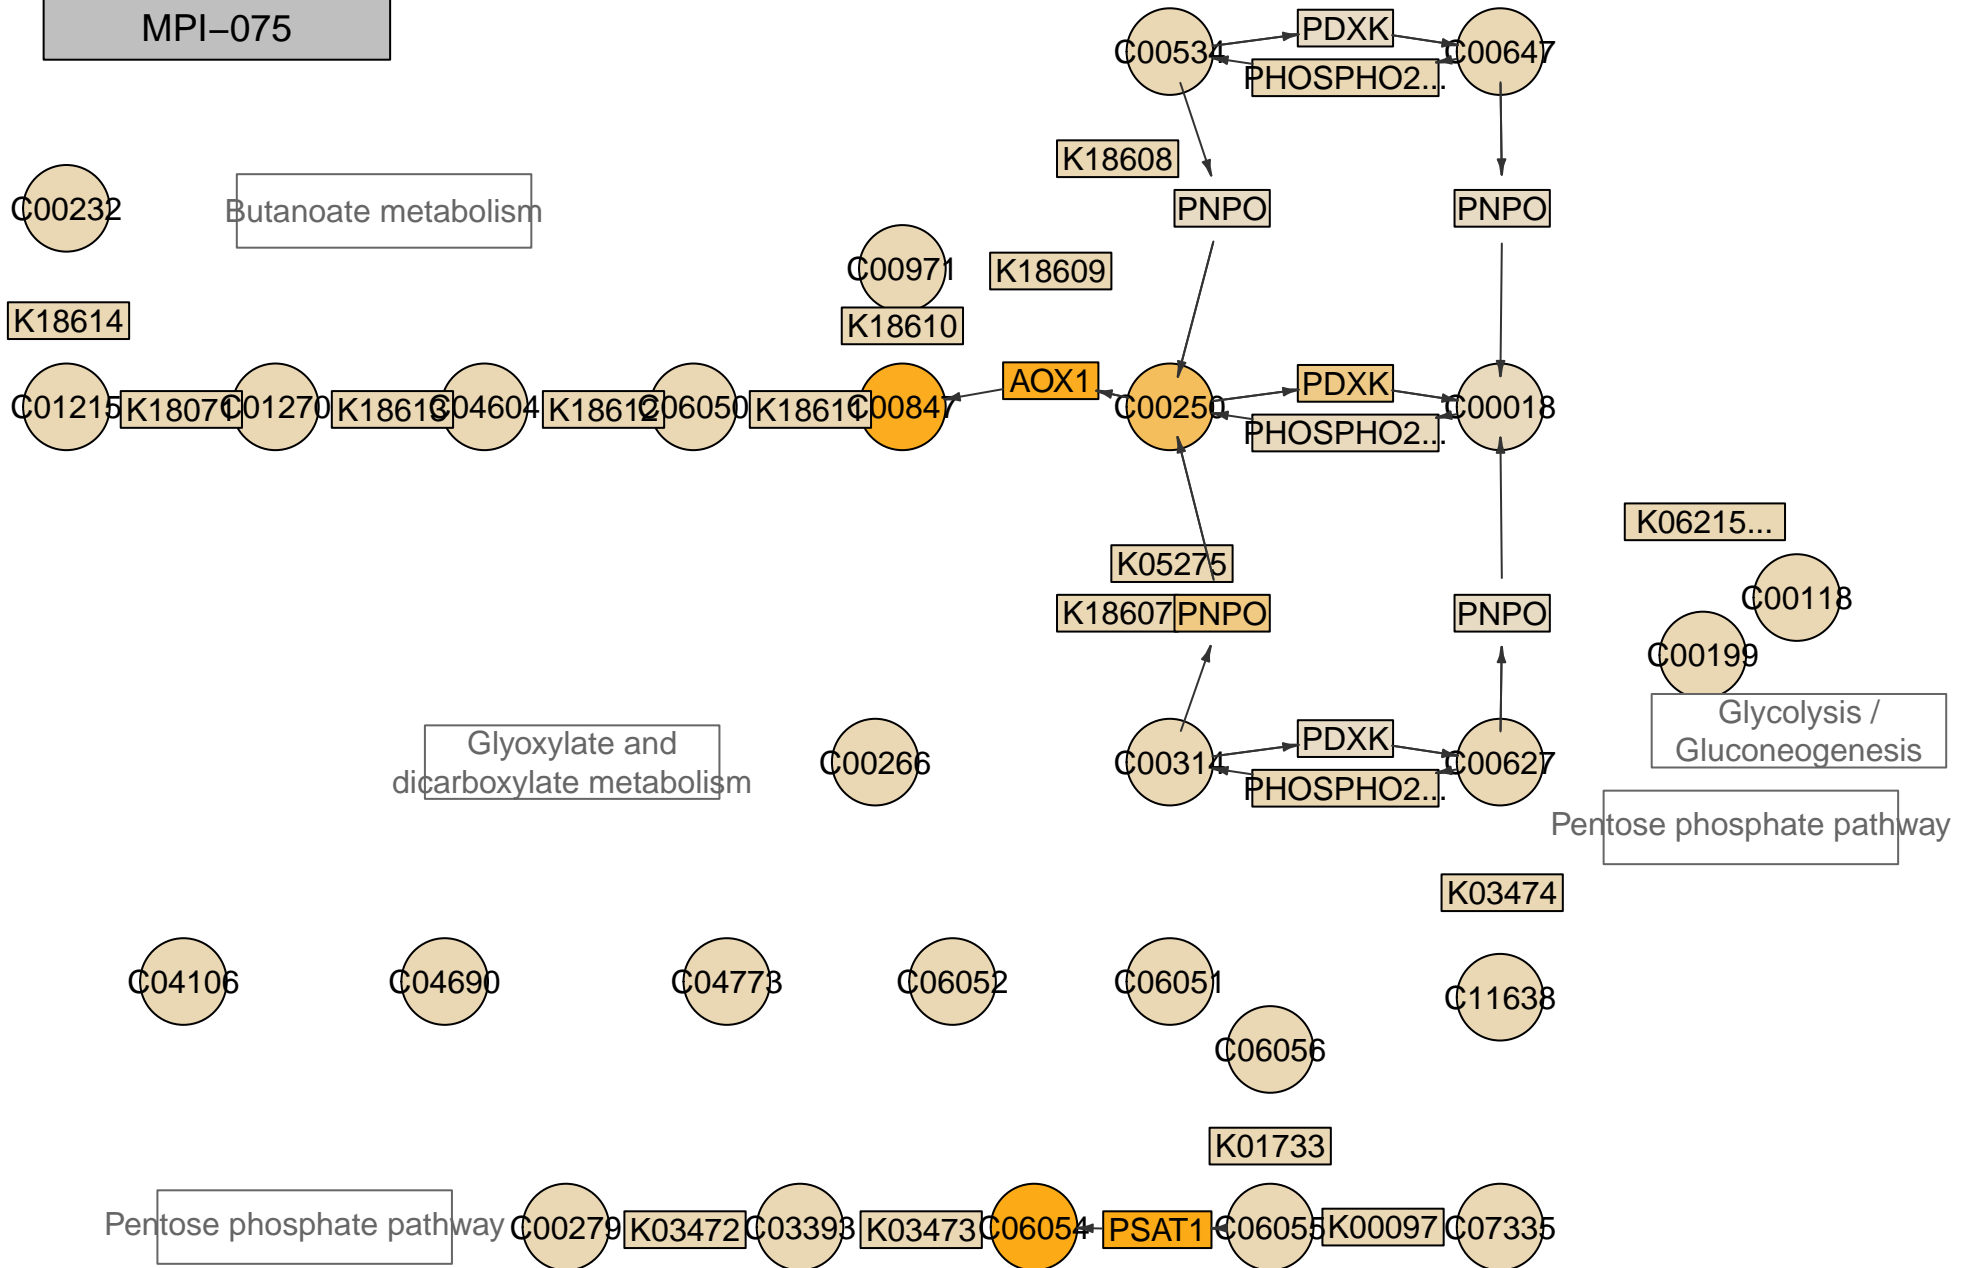 MPI–075
C00534
PDXK
C00647
PHOSPHO2...
K18608
C00232
Butanoate metabolism
PNPO
PNPO
C00971
K18609
K18614
K18610
C01215
K18071
C01270
K18613
C04604
K18612
C06050
K18611
C00847
AOX1
C00250
PDXK
C00018
PHOSPHO2...
K06215...
K05275
C00118
K18607
PNPO
PNPO
C00199
Glyoxylate and
dicarboxylate metabolism
C00266
C00314
PDXK
C00627
PHOSPHO2...
Glycolysis /
Gluconeogenesis
Pentose phosphate pathway
K03474
C04106
C04690
C04773
C06052
C06051
C11638
C06056
K01733
Pentose phosphate pathway
C00279
K03472
C03393
K03473
C06054
PSAT1
C06055
K00097
C07335